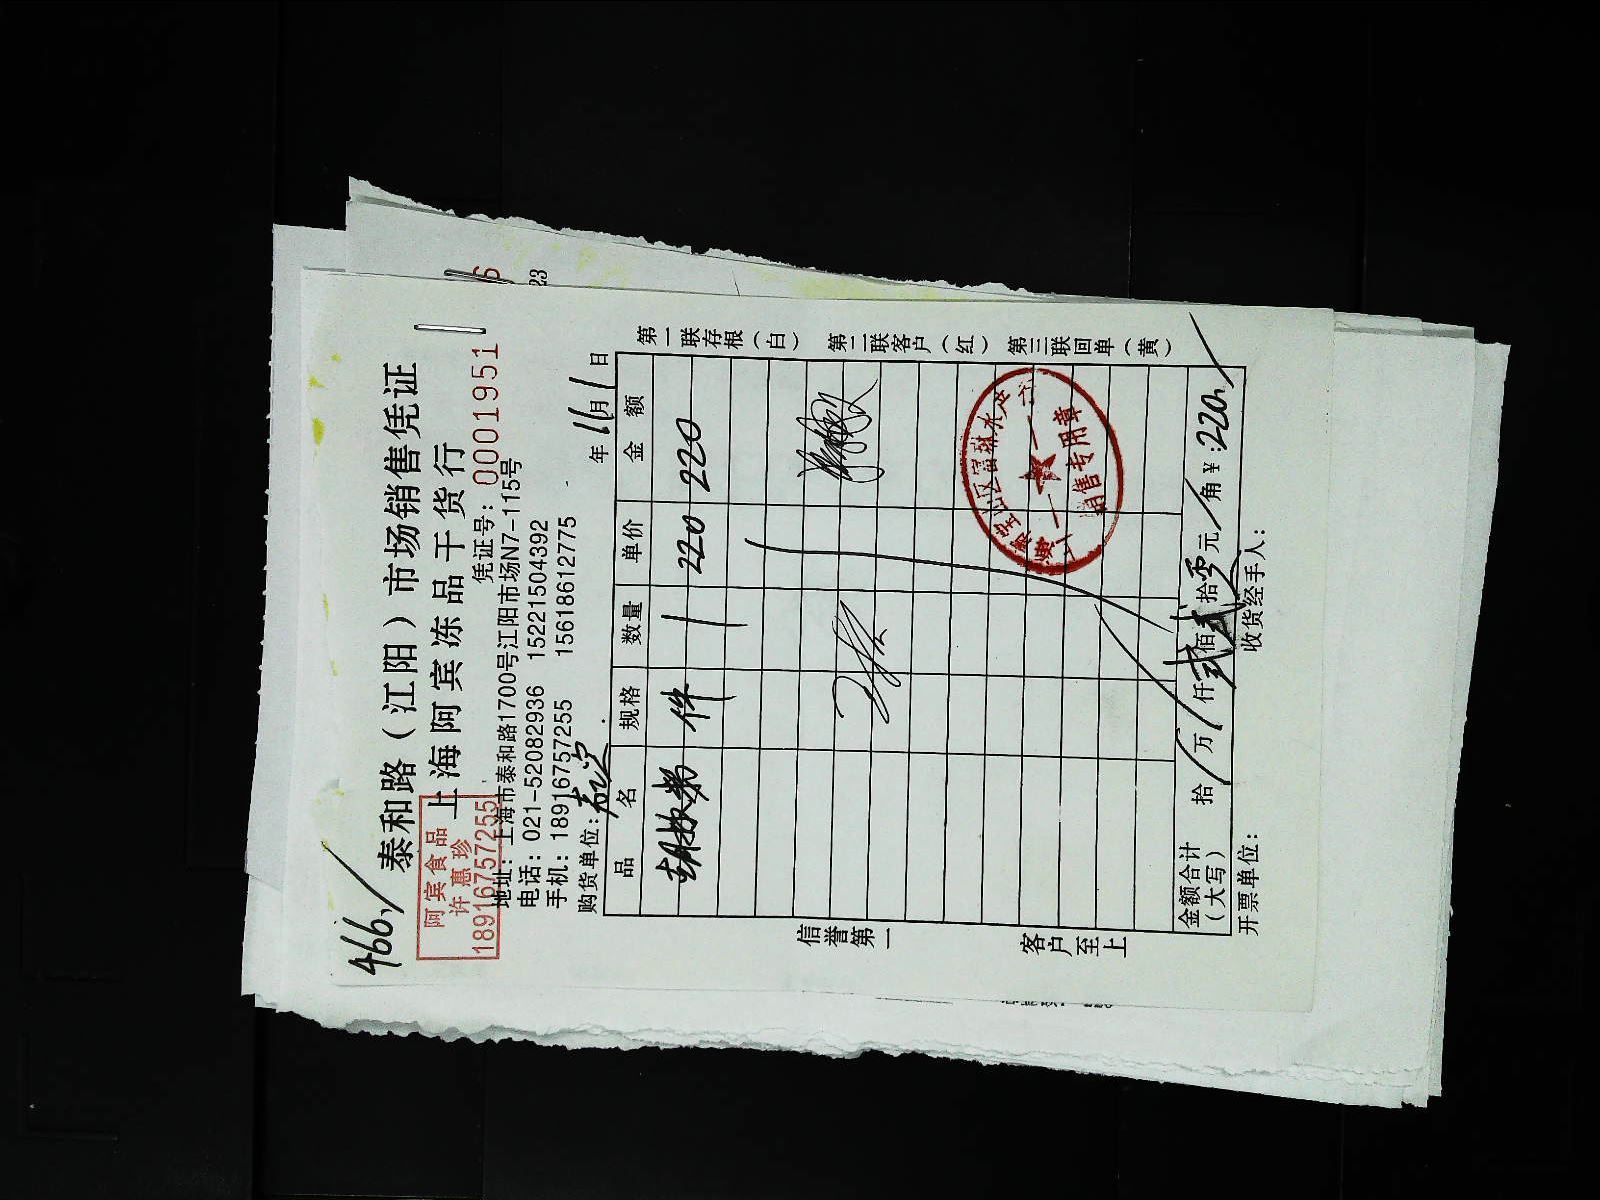 466
泰和路（江阳）市场销售凭证
上海阿宾冻品干货行
阿宾食品
许惠珍
18916757255
凭证号：00001951
地址：上海市泰和路1700号江阳市场N7-115号
电话：021-52082936 15221504392
手机：18916757255 15618612775
购货单位：
年 11月 1日
品名 规格 数量 单价 金额
件 1 220 220
信誉第一
客户至上
第一联存根（白）
第二联客户（红）
第三联回单（黄）
销售专用章
金额合计（大写） 拾 万 仟 贰佰 贰拾 零元 角 ￥：220
开票单位：
收货经手人：
23